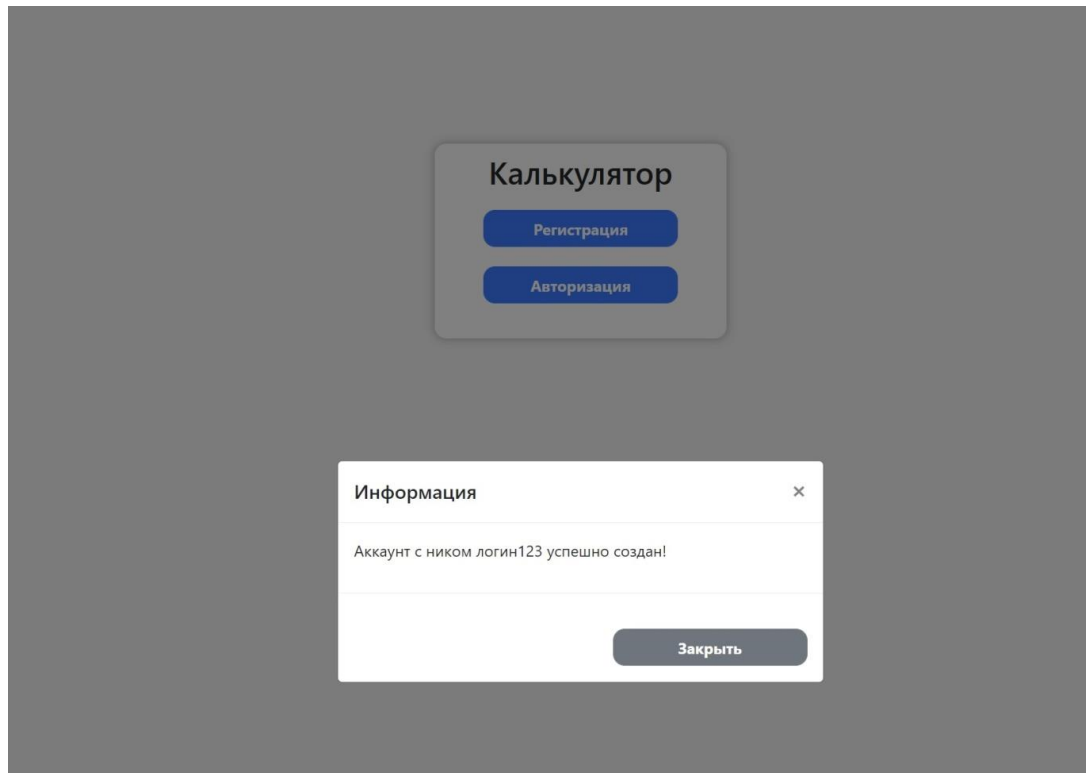 Калькулятор
Регистрация
Авторизация
Информация ×
Аккаунт с ником логин123 успешно создан!
Закрыть